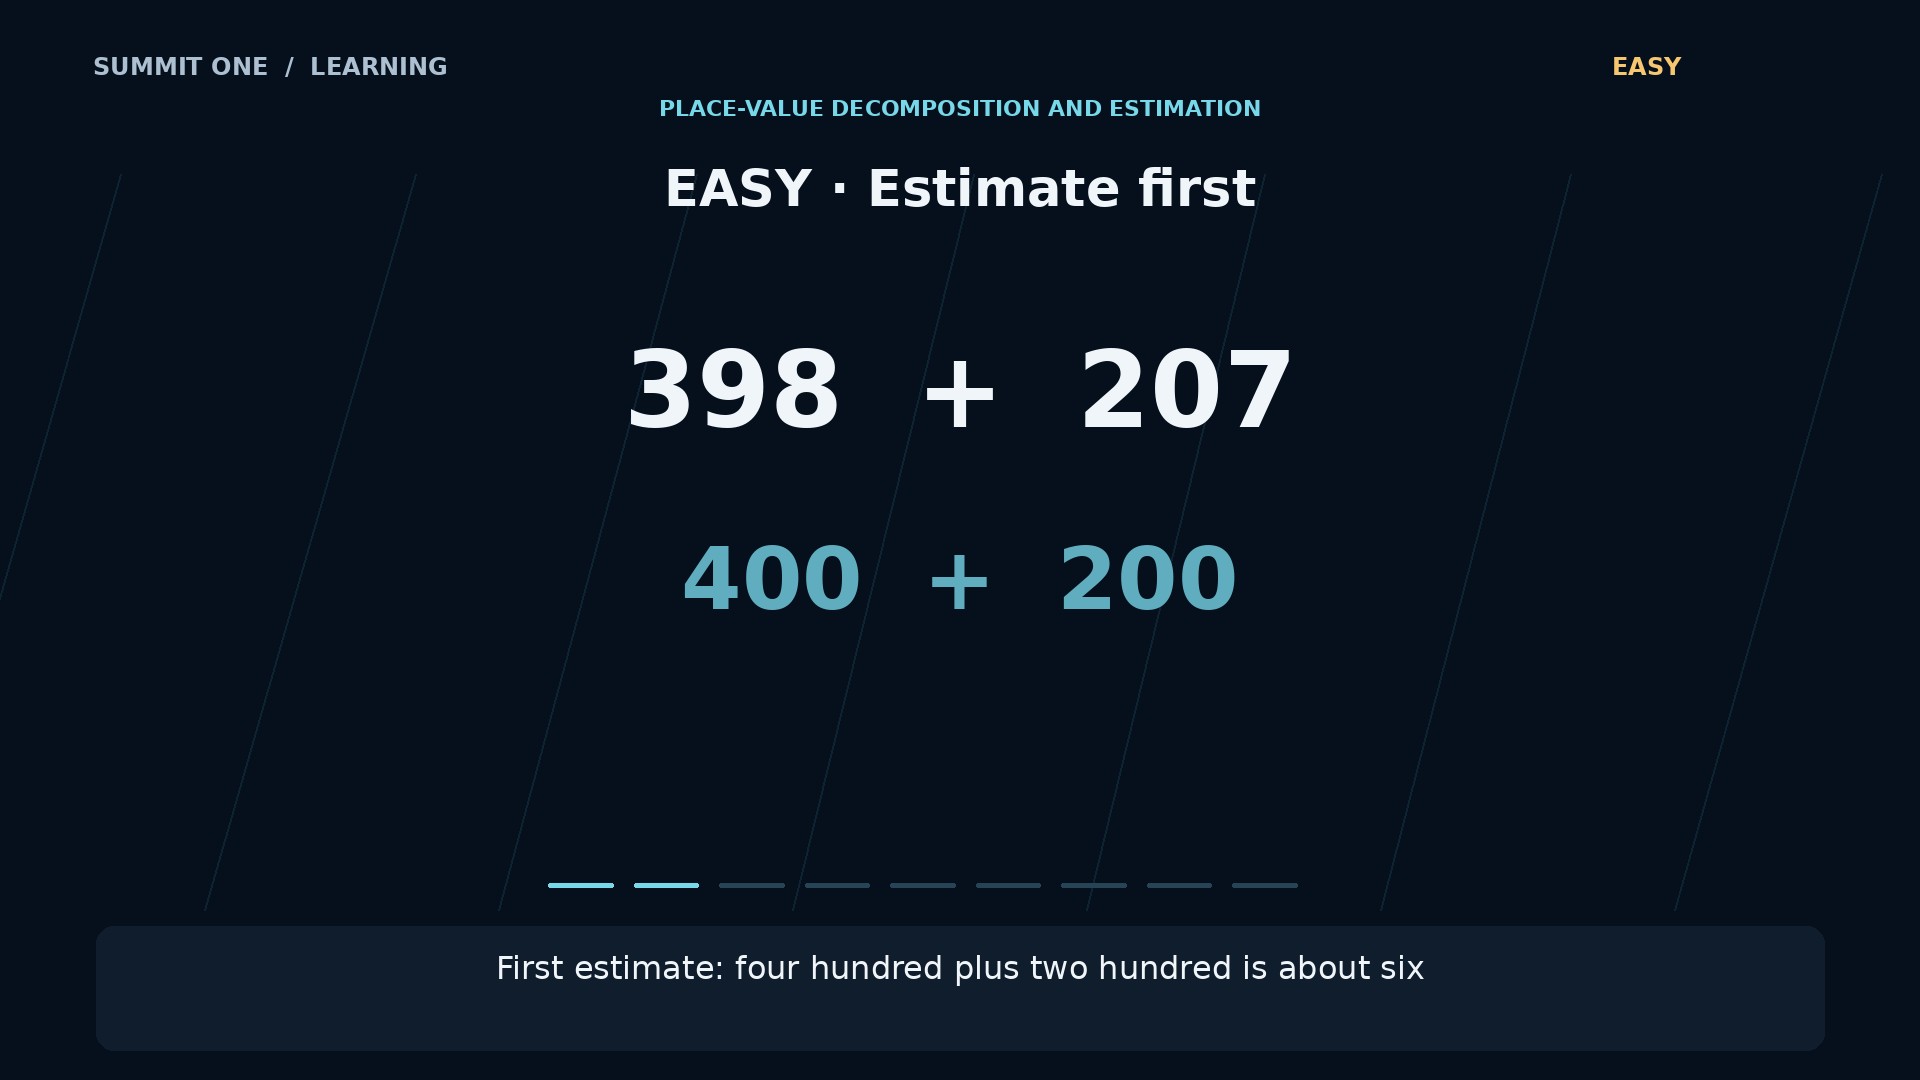 SUMMIT ONE / LEARNING
EASY
PLACE-VALUE DECOMPOSITION AND ESTIMATION
EASY · Estimate first
398 + 207
400 + 200
First estimate: four hundred plus two hundred is about six